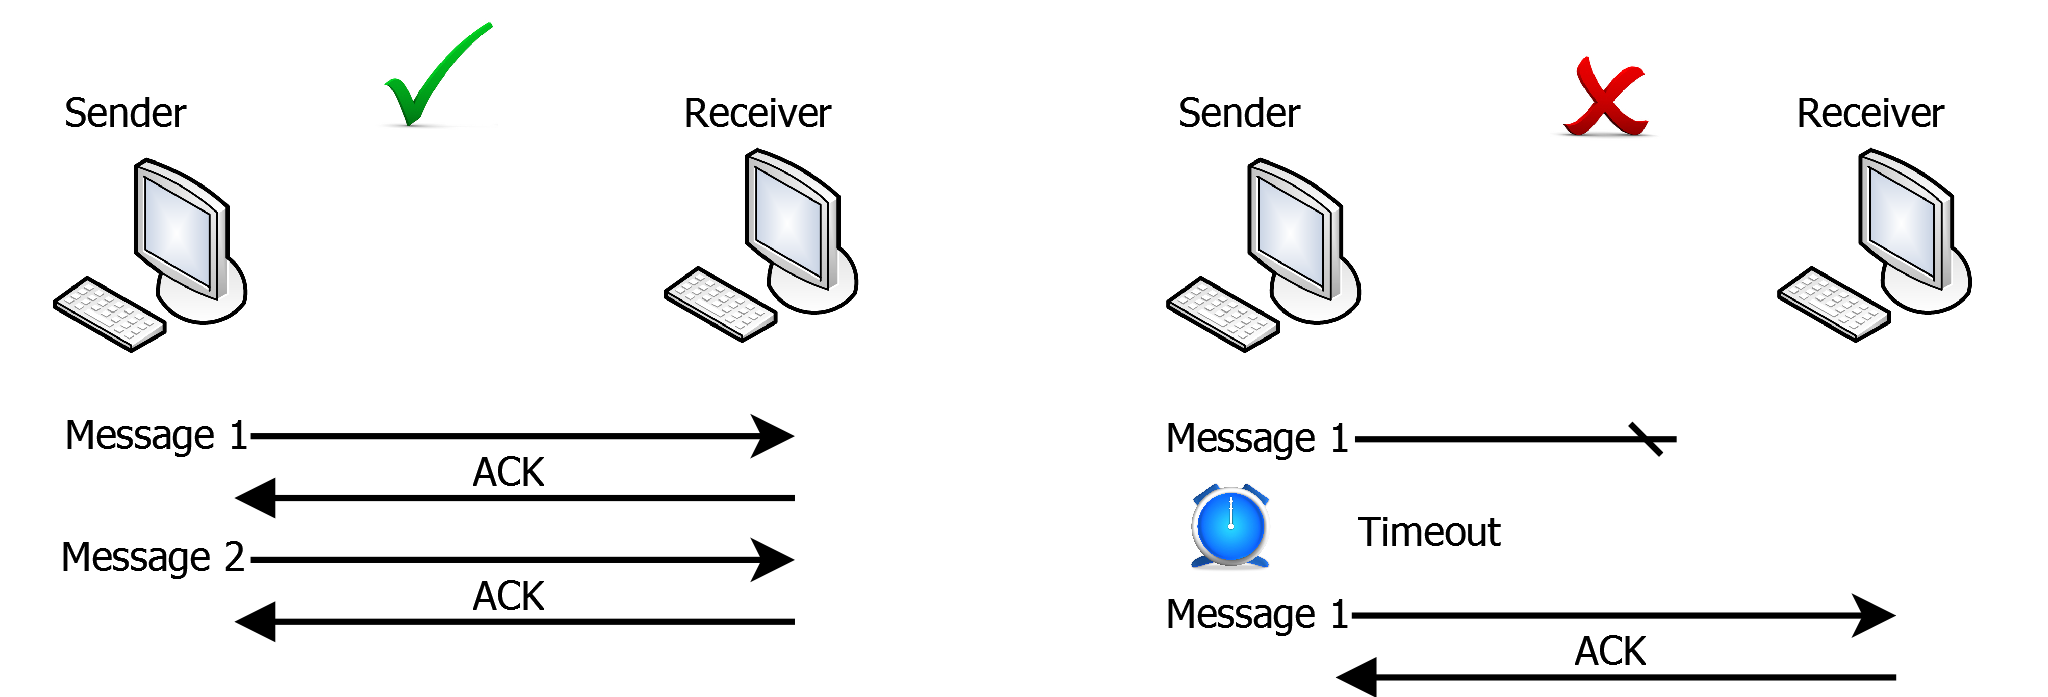 Sender
Receiver
Message 1
ACK
Message 2
ACK
Sender
Receiver
Message 1
Timeout
Message 1
ACK